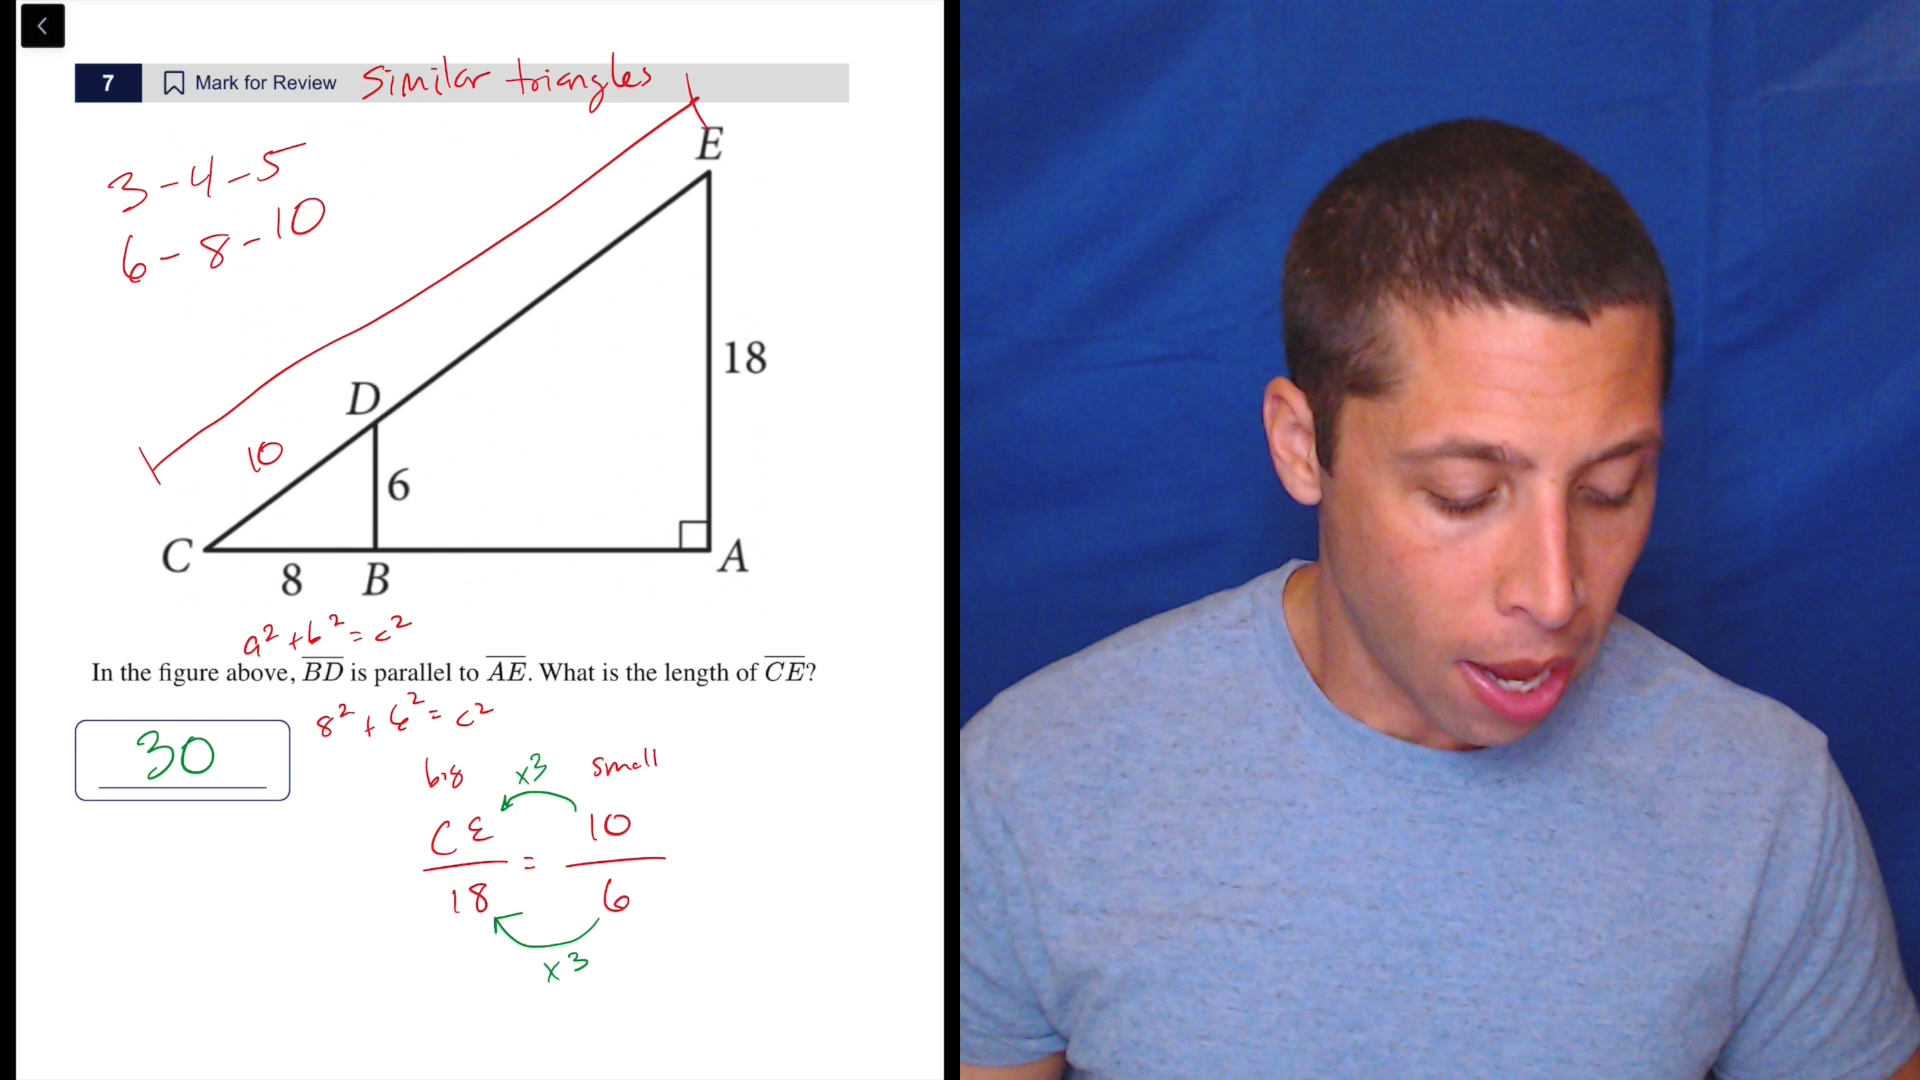 7 Mark for Review Similar triangles
3-4-5
6-8-10
E
18
D
10
6
C
8
B
A
a²+b²=c²
In the figure above, BD is parallel to AE. What is the length of CE?
8²+6²=c²
30
big x3 small
CE/18 = 10/6
x3